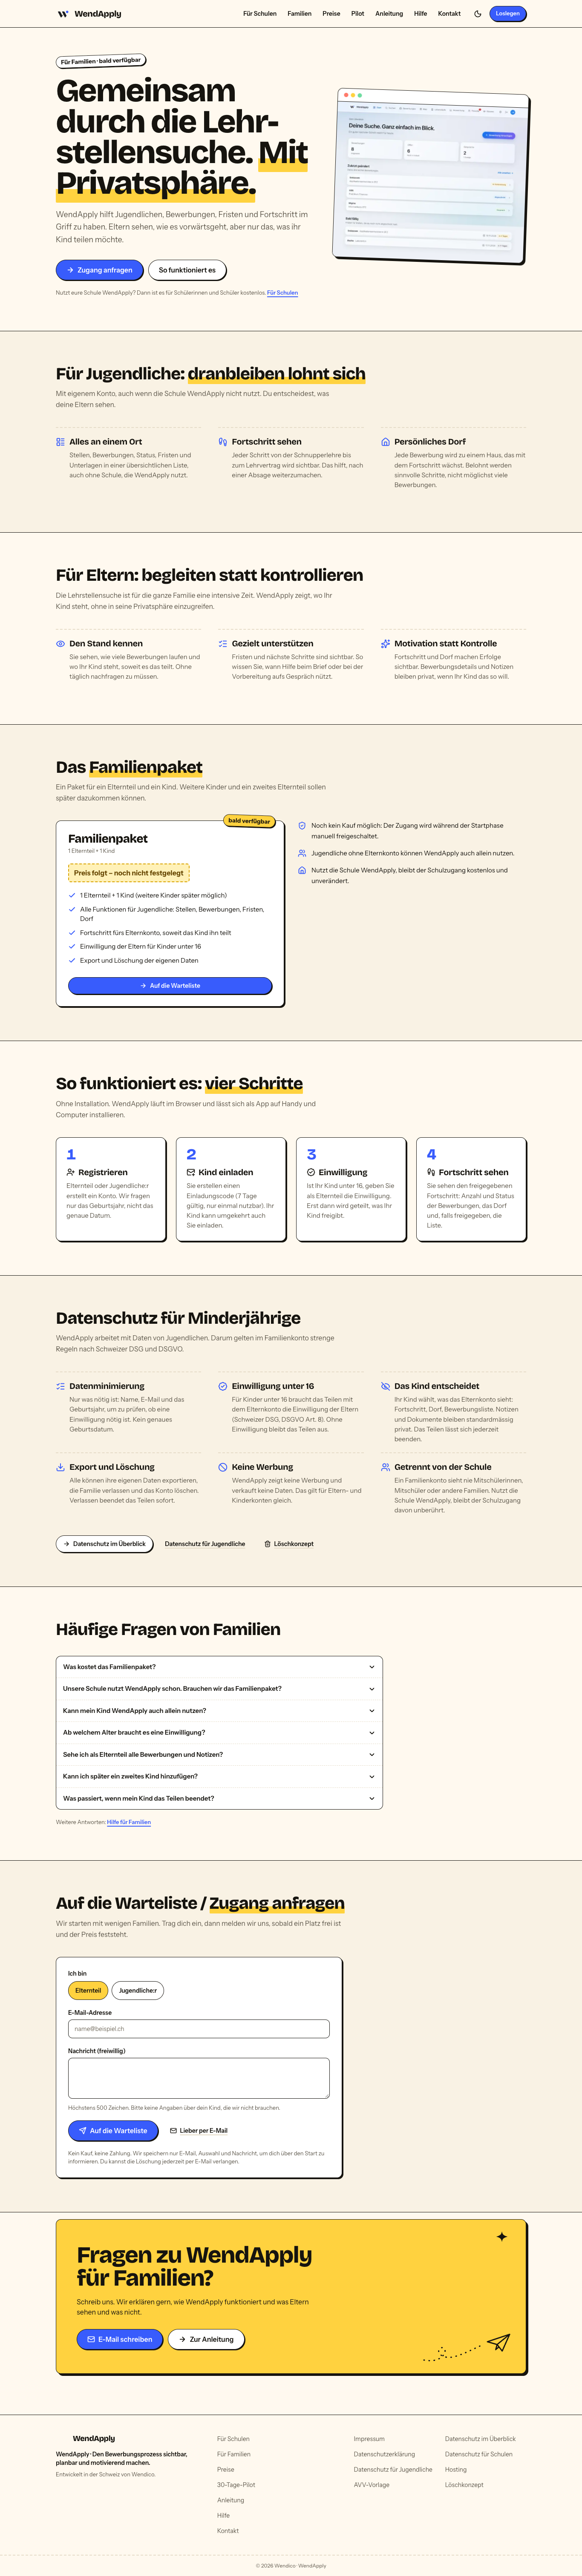 WendApply
Für Schulen
Familien
Preise
Pilot
Anleitung
Hilfe
Kontakt
Loslegen
Für Familien · bald verfügbar
Gemeinsam
durch die Lehr-
stellensuche. Mit
Privatsphäre.
WendApply hilft Jugendlichen, Bewerbungen, Fristen und Fortschritt im
Griff zu haben. Eltern sehen, wie es vorwärtsgeht, aber nur das, was ihr
Kind teilen möchte.
Zugang anfragen
So funktioniert es
Nutzt eure Schule WendApply? Dann ist es für Schülerinnen und Schüler kostenlos. Für Schulen
Deine Suche. Ganz einfach im Blick.
Für Jugendliche: dranbleiben lohnt sich
Mit eigenem Konto, auch wenn die Schule WendApply nicht nutzt. Du entscheidest, was
deine Eltern sehen.
Alles an einem Ort
Stellen, Bewerbungen, Status, Fristen und
Unterlagen in einer übersichtlichen Liste,
auch ohne Schule, die WendApply nutzt.
Fortschritt sehen
Jeder Schritt von der Schnupperlehre bis
zum Lehrvertrag wird sichtbar. Das hilft, nach
einer Absage weiterzumachen.
Persönliches Dorf
Jede Bewerbung wird zu einem Haus, das mit
dem Fortschritt wächst. Belohnt werden
sinnvolle Schritte, nicht möglichst viele
Bewerbungen.
Für Eltern: begleiten statt kontrollieren
Die Lehrstellensuche ist für die ganze Familie eine intensive Zeit. WendApply zeigt, wo Ihr
Kind steht, ohne in seine Privatsphäre einzugreifen.
Den Stand kennen
Sie sehen, wie viele Bewerbungen laufen und
wo Ihr Kind steht, soweit es das teilt. Ohne
täglich nachfragen zu müssen.
Gezielt unterstützen
Fristen und nächste Schritte sind sichtbar. So
wissen Sie, wann Hilfe beim Brief oder bei der
Vorbereitung aufs Gespräch nützt.
Motivation statt Kontrolle
Fortschritt und Dorf machen Erfolge
sichtbar. Bewerbungsdetails und Notizen
bleiben privat, wenn Ihr Kind das so will.
Das Familienpaket
Ein Paket für ein Elternteil und ein Kind. Weitere Kinder und ein zweites Elternteil sollen
später dazukommen können.
bald verfügbar
Familienpaket
1 Elternteil + 1 Kind
Preis folgt – noch nicht festgelegt
1 Elternteil + 1 Kind (weitere Kinder später möglich)
Alle Funktionen für Jugendliche: Stellen, Bewerbungen, Fristen,
Dorf
Fortschritt fürs Elternkonto, soweit das Kind ihn teilt
Einwilligung der Eltern für Kinder unter 16
Export und Löschung der eigenen Daten
Auf die Warteliste
Noch kein Kauf möglich: Der Zugang wird während der Startphase
manuell freigeschaltet.
Jugendliche ohne Elternkonto können WendApply auch allein nutzen.
Nutzt die Schule WendApply, bleibt der Schulzugang kostenlos und
unverändert.
So funktioniert es: vier Schritte
Ohne Installation. WendApply läuft im Browser und lässt sich als App auf Handy und
Computer installieren.
1
Registrieren
Elternteil oder Jugendliche:r
erstellt ein Konto. Wir fragen
nur das Geburtsjahr, nicht das
genaue Datum.
2
Kind einladen
Sie erstellen einen
Einladungscode (7 Tage
gültig, nur einmal nutzbar). Ihr
Kind kann umgekehrt auch
Sie einladen.
3
Einwilligung
Ist Ihr Kind unter 16, geben Sie
als Elternteil die Einwilligung.
Erst dann wird geteilt, was Ihr
Kind freigibt.
4
Fortschritt sehen
Sie sehen den freigegebenen
Fortschritt: Anzahl und Status
der Bewerbungen, das Dorf
und, falls freigegeben, die
Liste.
Datenschutz für Minderjährige
WendApply arbeitet mit Daten von Jugendlichen. Darum gelten im Familienkonto strenge
Regeln nach Schweizer DSG und DSGVO.
Datenminimierung
Nur was nötig ist: Name, E-Mail und das
Geburtsjahr, um zu prüfen, ob eine
Einwilligung nötig ist. Kein genaues
Geburtsdatum.
Einwilligung unter 16
Für Kinder unter 16 braucht das Teilen mit
dem Elternkonto die Einwilligung der Eltern
(Schweizer DSG, DSGVO Art. 8). Ohne
Einwilligung bleibt das Teilen aus.
Das Kind entscheidet
Ihr Kind wählt, was das Elternkonto sieht:
Fortschritt, Dorf, Bewerbungsliste. Notizen
und Dokumente bleiben standardmässig
privat. Das Teilen lässt sich jederzeit
beenden.
Export und Löschung
Alle können ihre eigenen Daten exportieren,
die Familie verlassen und das Konto löschen.
Verlassen beendet das Teilen sofort.
Keine Werbung
WendApply zeigt keine Werbung und
verkauft keine Daten. Das gilt für Eltern- und
Kinderkonten gleich.
Getrennt von der Schule
Ein Familienkonto sieht nie Mitschülerinnen,
Mitschüler oder andere Familien. Nutzt die
Schule WendApply, bleibt der Schulzugang
davon unberührt.
Datenschutz im Überblick
Datenschutz für Jugendliche
Löschkonzept
Häufige Fragen von Familien
Was kostet das Familienpaket?
Unsere Schule nutzt WendApply schon. Brauchen wir das Familienpaket?
Kann mein Kind WendApply auch allein nutzen?
Ab welchem Alter braucht es eine Einwilligung?
Sehe ich als Elternteil alle Bewerbungen und Notizen?
Kann ich später ein zweites Kind hinzufügen?
Was passiert, wenn mein Kind das Teilen beendet?
Weitere Antworten: Hilfe für Familien
Auf die Warteliste / Zugang anfragen
Wir starten mit wenigen Familien. Trag dich ein, dann melden wir uns, sobald ein Platz frei ist
und der Preis feststeht.
Ich bin
Elternteil
Jugendliche:r
E-Mail-Adresse
name@beispiel.ch
Nachricht (freiwillig)
Höchstens 500 Zeichen. Bitte keine Angaben über dein Kind, die wir nicht brauchen.
Auf die Warteliste
Lieber per E-Mail
Kein Kauf, keine Zahlung. Wir speichern nur E-Mail, Auswahl und Nachricht, um dich über den Start zu
informieren. Du kannst die Löschung jederzeit per E-Mail verlangen.
Fragen zu WendApply
für Familien?
Schreib uns. Wir erklären gern, wie WendApply funktioniert und was Eltern
sehen und was nicht.
E-Mail schreiben
Zur Anleitung
WendApply
WendApply · Den Bewerbungsprozess sichtbar,
planbar und motivierend machen.
Entwickelt in der Schweiz von Wendico.
Für Schulen
Für Familien
Preise
30-Tage-Pilot
Anleitung
Hilfe
Kontakt
Impressum
Datenschutzerklärung
Datenschutz für Jugendliche
AVV-Vorlage
Datenschutz im Überblick
Datenschutz für Schulen
Hosting
Löschkonzept
© 2026 Wendico · WendApply